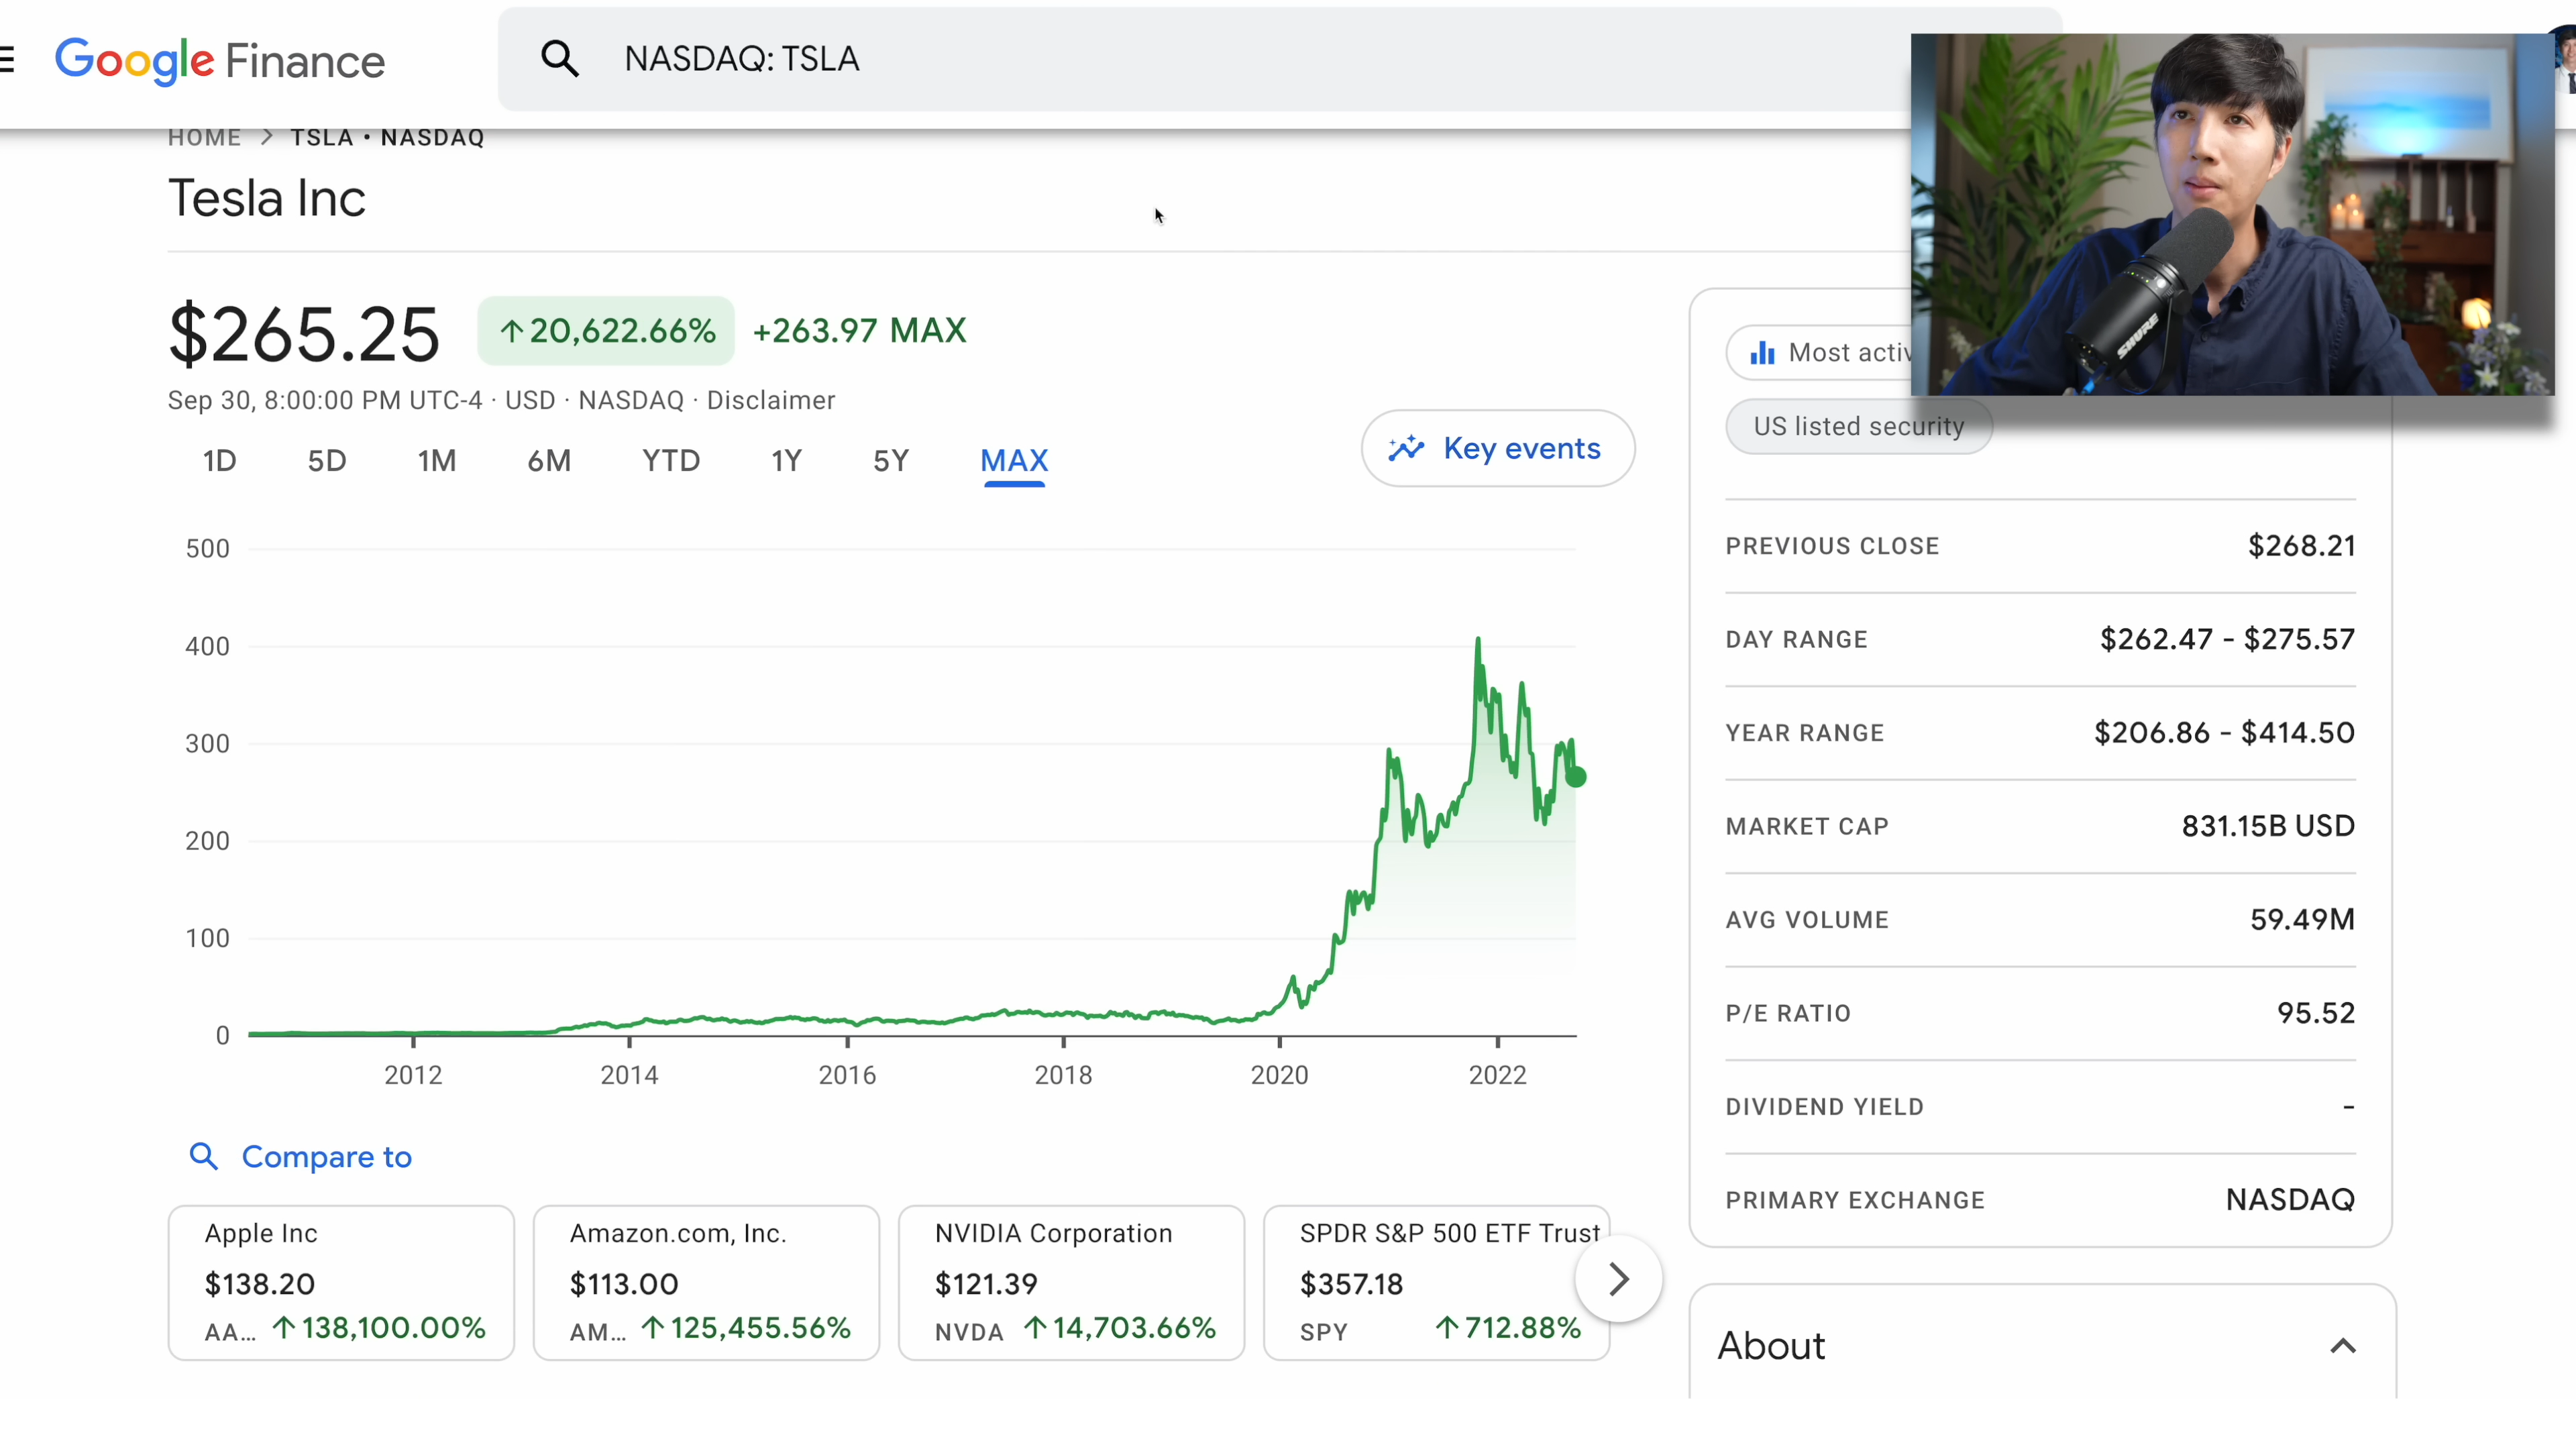 Google Finance
NASDAQ: TSLA
HOME > TSLA • NASDAQ
Tesla Inc
$265.25 ↑20,622.66% +263.97 MAX
Sep 30, 8:00:00 PM UTC-4 · USD · NASDAQ · Disclaimer
1D 5D 1M 6M YTD 1Y 5Y MAX
Key events
500
400
300
200
100
0
2012 2014 2016 2018 2020 2022
Compare to
Apple Inc
$138.20
AA... ↑138,100.00%
Amazon.com, Inc.
$113.00
AM... ↑125,455.56%
NVIDIA Corporation
$121.39
NVDA ↑14,703.66%
SPDR S&P 500 ETF Trust
$357.18
SPY ↑712.88%
Most
US listed security
PREVIOUS CLOSE $268.21
DAY RANGE $262.47 - $275.57
YEAR RANGE $206.86 - $414.50
MARKET CAP 831.15B USD
AVG VOLUME 59.49M
P/E RATIO 95.52
DIVIDEND YIELD -
PRIMARY EXCHANGE NASDAQ
About
SHURE